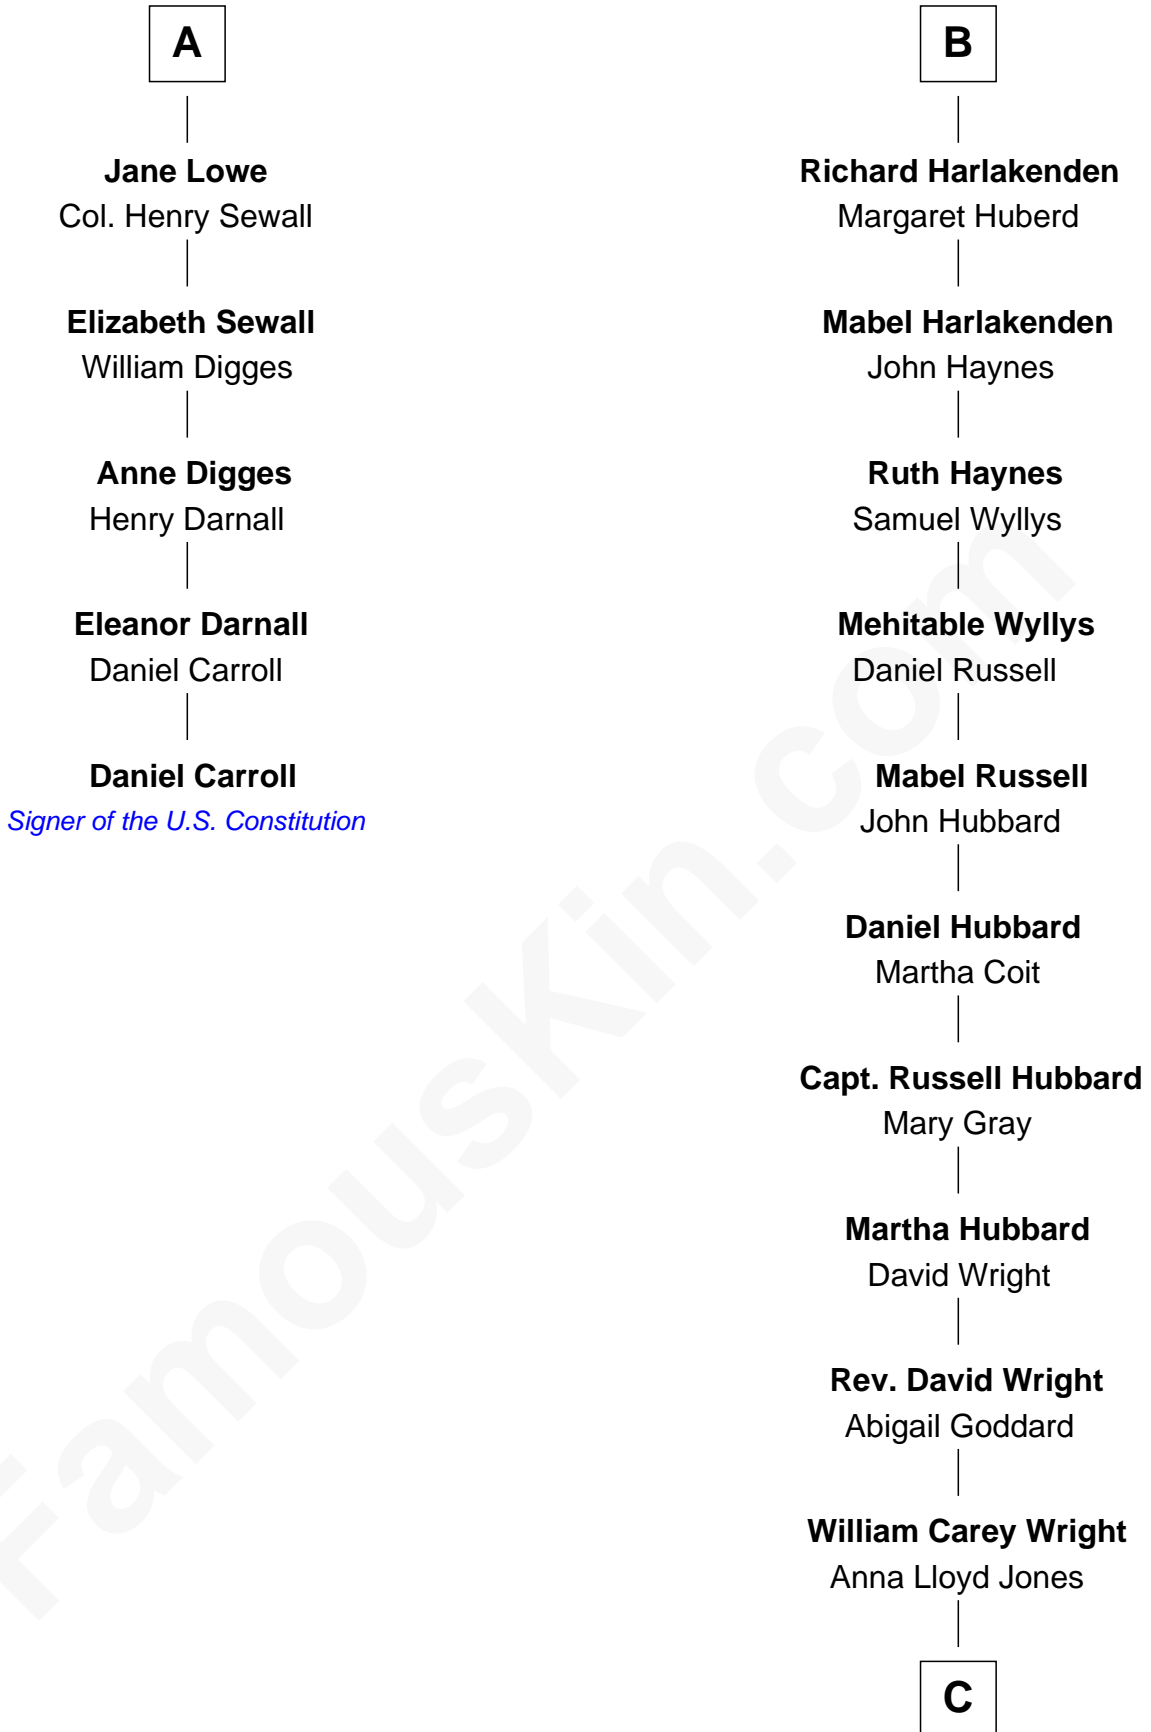 A
Jane Lowe
Col. Henry Sewall
Elizabeth Sewall
William Digges
Anne Digges
Henry Darnall
Eleanor Darnall
Daniel Carroll
Daniel Carroll
Signer of the U.S. Constitution
B
Richard Harlakenden
Margaret Huberd
Mabel Harlakenden
John Haynes
Ruth Haynes
Samuel Wyllys
Mehitable Wyllys
Daniel Russell
Mabel Russell
John Hubbard
Daniel Hubbard
Martha Coit
Capt. Russell Hubbard
Mary Gray
Martha Hubbard
David Wright
Rev. David Wright
Abigail Goddard
William Carey Wright
Anna Lloyd Jones
C
FamousKin.com